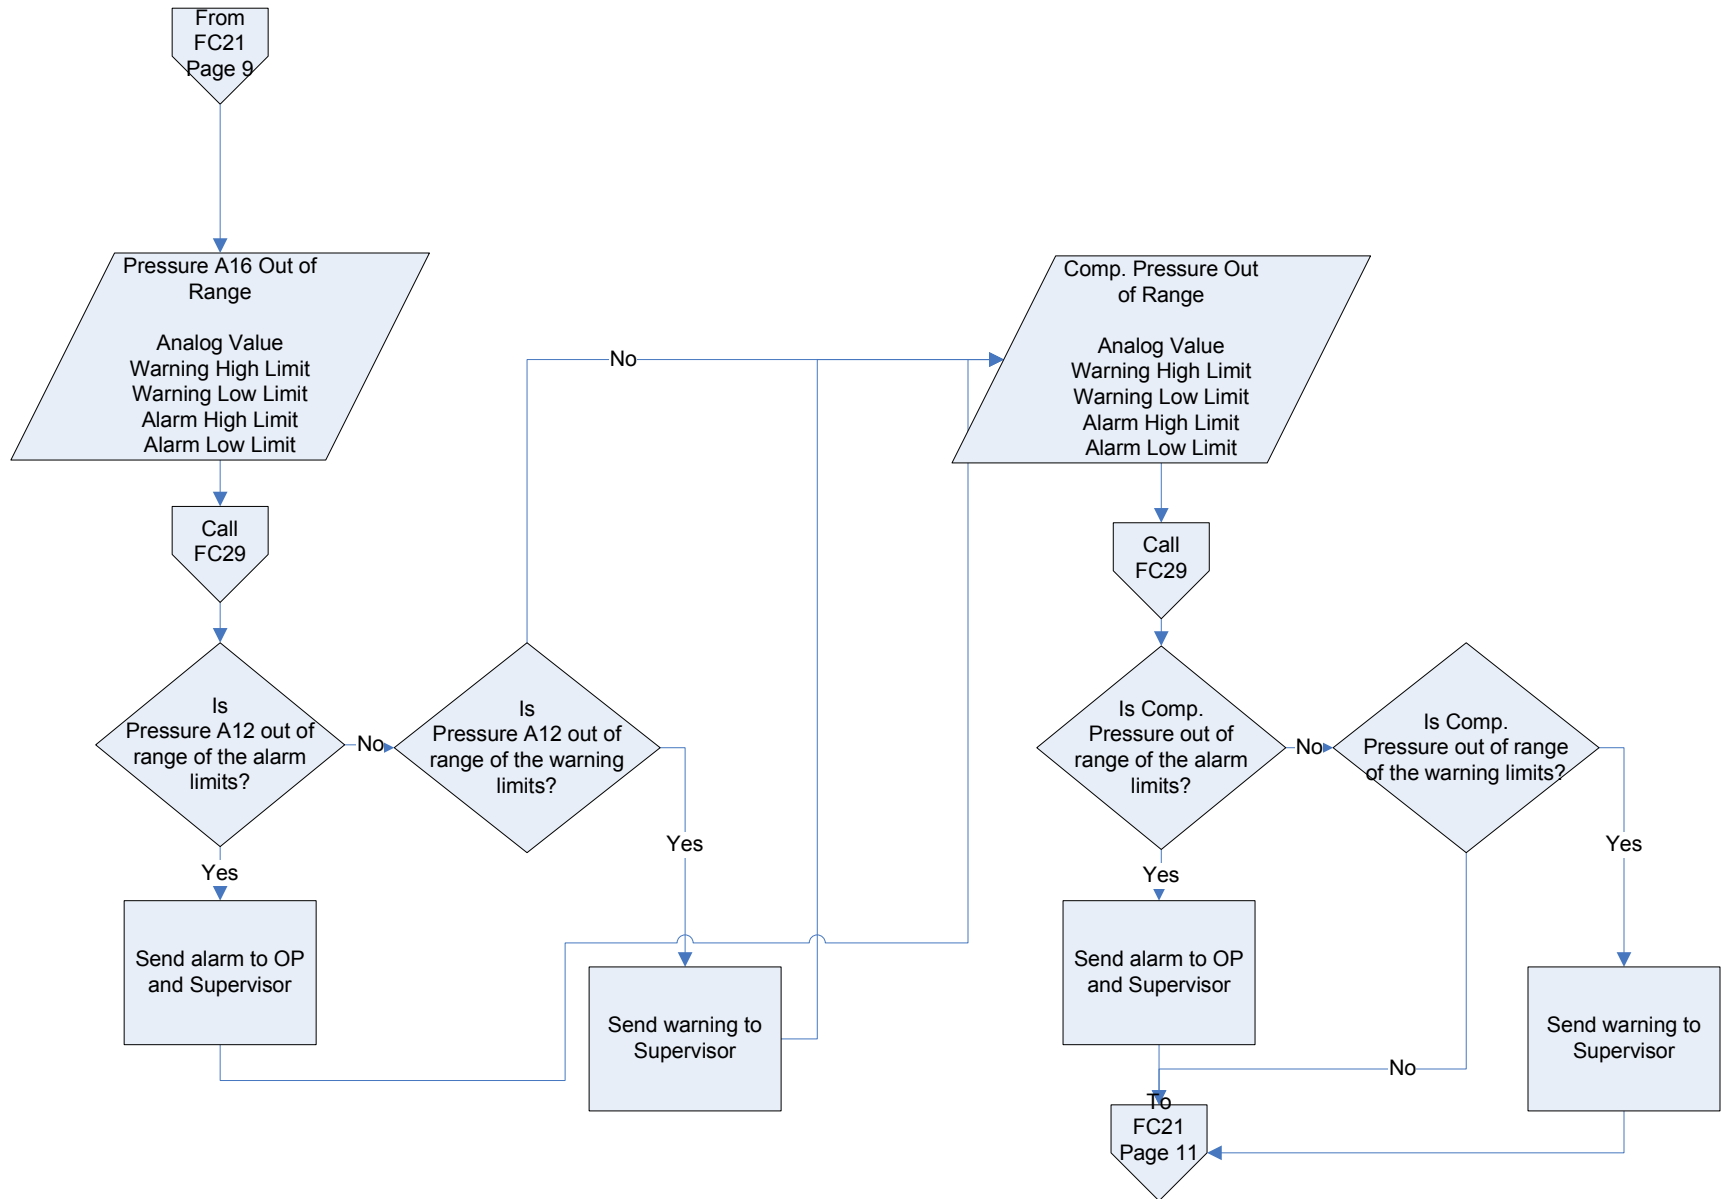 From
FC21
Page 9
Pressure A16 Out of
Range
Analog Value
Warning High Limit
Warning Low Limit
Alarm High Limit
Alarm Low Limit
Call
FC29
Is
Pressure A12 out of
range of the alarm
limits?
No
Is
Pressure A12 out of
range of the warning
limits?
No
Yes
Yes
Send alarm to OP
and Supervisor
Send warning to
Supervisor
Comp. Pressure Out
of Range
Analog Value
Warning High Limit
Warning Low Limit
Alarm High Limit
Alarm Low Limit
Call
FC29
Is Comp.
Pressure out of
range of the alarm
limits?
No
Is Comp.
Pressure out of range
of the warning limits?
Yes
Yes
Send alarm to OP
and Supervisor
Send warning to
Supervisor
No
To
FC21
Page 11